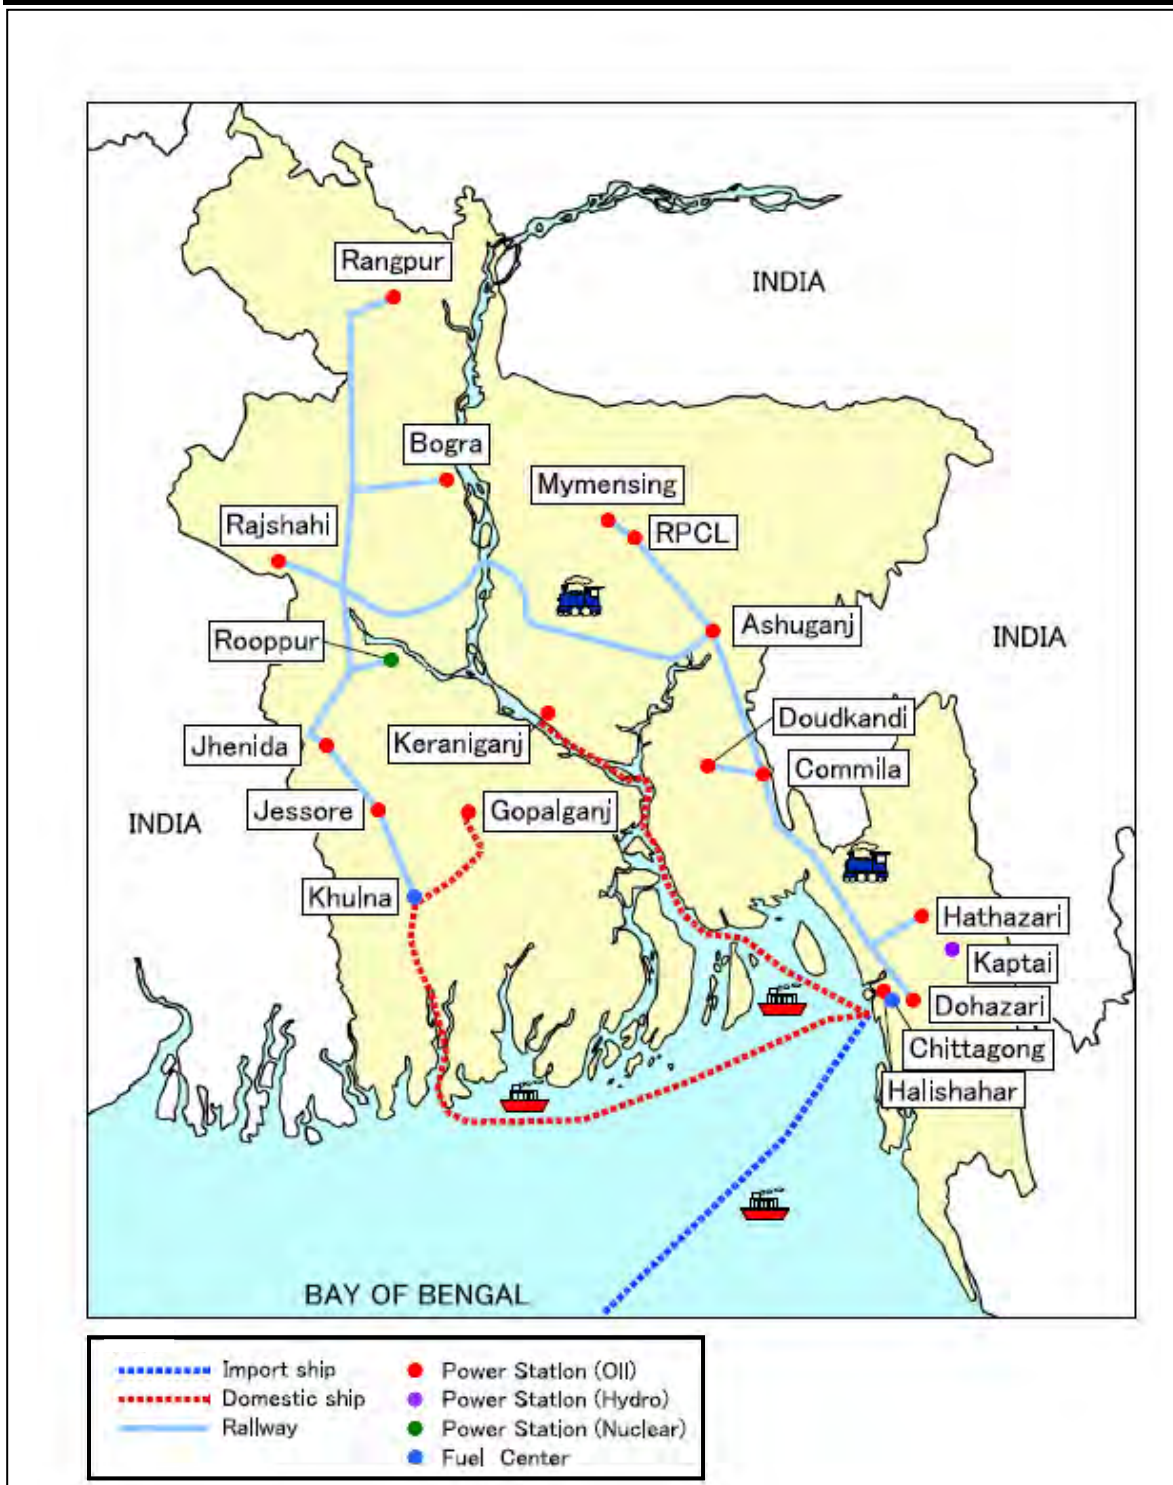 Rangpur
INDIA
Bogra
Mymensing
Rajshahi
RPCL
Ashuganj
Rooppur
INDIA
Doudkandi
Jhenida
Keraniganj
Commila
Jessore
Gopalganj
INDIA
Khulna
Hathazari
Kaptai
Dohazari
Chittagong
Halishahar
BAY OF BENGAL
Import ship
Power Station (Oil)
Domestic ship
Power Station (Hydro)
Railway
Power Station (Nuclear)
Fuel Center